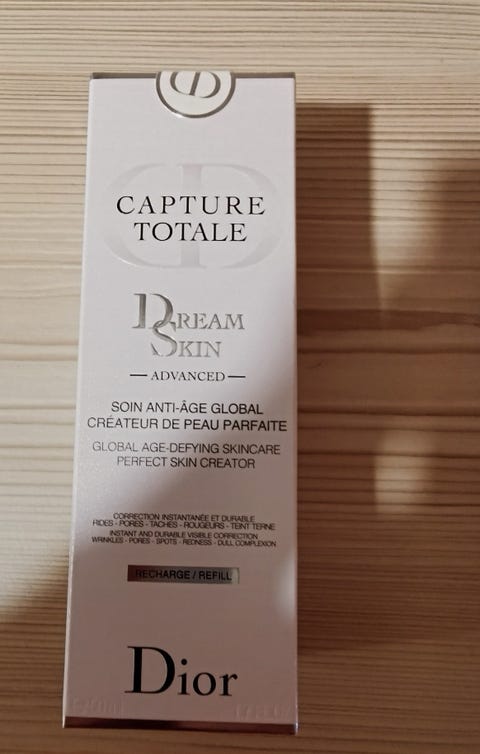 CAPTURE
TOTALE
DREAM
SKIN
— ADVANCED —
SOIN ANTI-ÂGE GLOBAL
CRÉATEUR DE PEAU PARFAITE
GLOBAL AGE-DEFYING SKINCARE
PERFECT SKIN CREATOR
CORRECTION INSTANTANÉE ET DURABLE
RIDES - PORES - TACHES - ROUGEURS - TEINT TERNE
INSTANT AND DURABLE VISIBLE CORRECTION
WRINKLES - PORES - SPOTS - REDNESS - DULL COMPLEXION
RECHARGE / REFILL
Dior